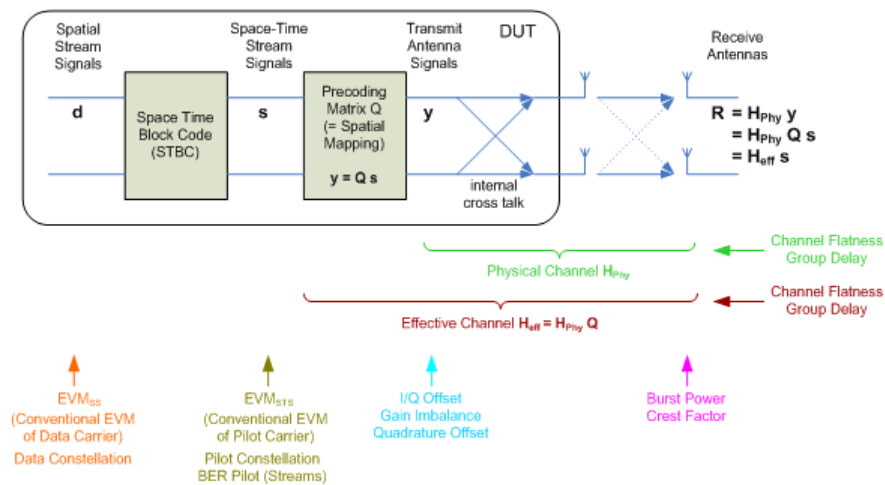 Spatial
Stream
Signals
Space-Time
Stream
Signals
Transmit
Antenna
Signals
DUT
Receive
Antennas
d
Space Time
Block Code
(STBC)
s
Precoding
Matrix Q
(= Spatial
Mapping)
y = Q s
y
internal
cross talk
R = HPhy y
= HPhy Q s
= Heff s
Physical Channel HPhy
Channel Flatness
Group Delay
Effective Channel Heff = HPhy Q
Channel Flatness
Group Delay
EVMSS
(Conventional EVM
of Data Carrier)
Data Constellation
EVMSTS
(Conventional EVM
of Pilot Carrier)
Pilot Constellation
BER Pilot (Streams)
I/Q Offset
Gain Imbalance
Quadrature Offset
Burst Power
Crest Factor